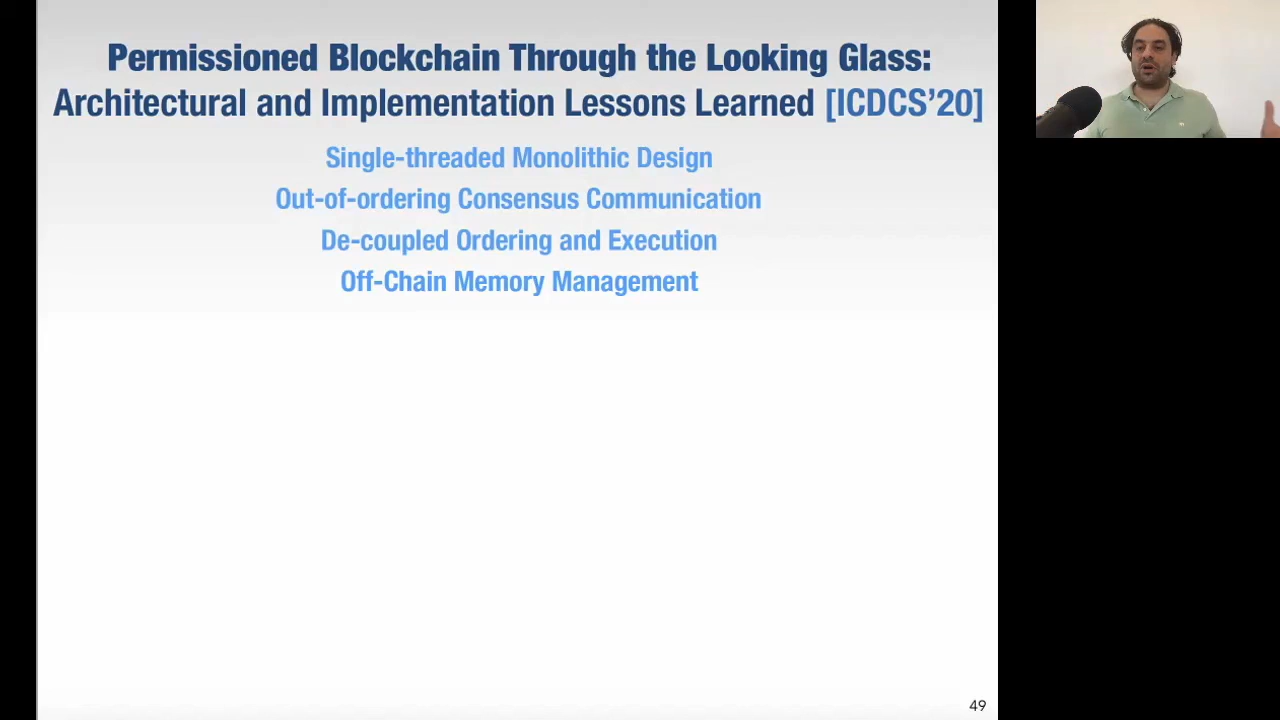 Permissioned Blockchain Through the Looking Glass:
Architectural and Implementation Lessons Learned [ICDCS'20]
Single-threaded Monolithic Design
Out-of-ordering Consensus Communication
De-coupled Ordering and Execution
Off-Chain Memory Management
49